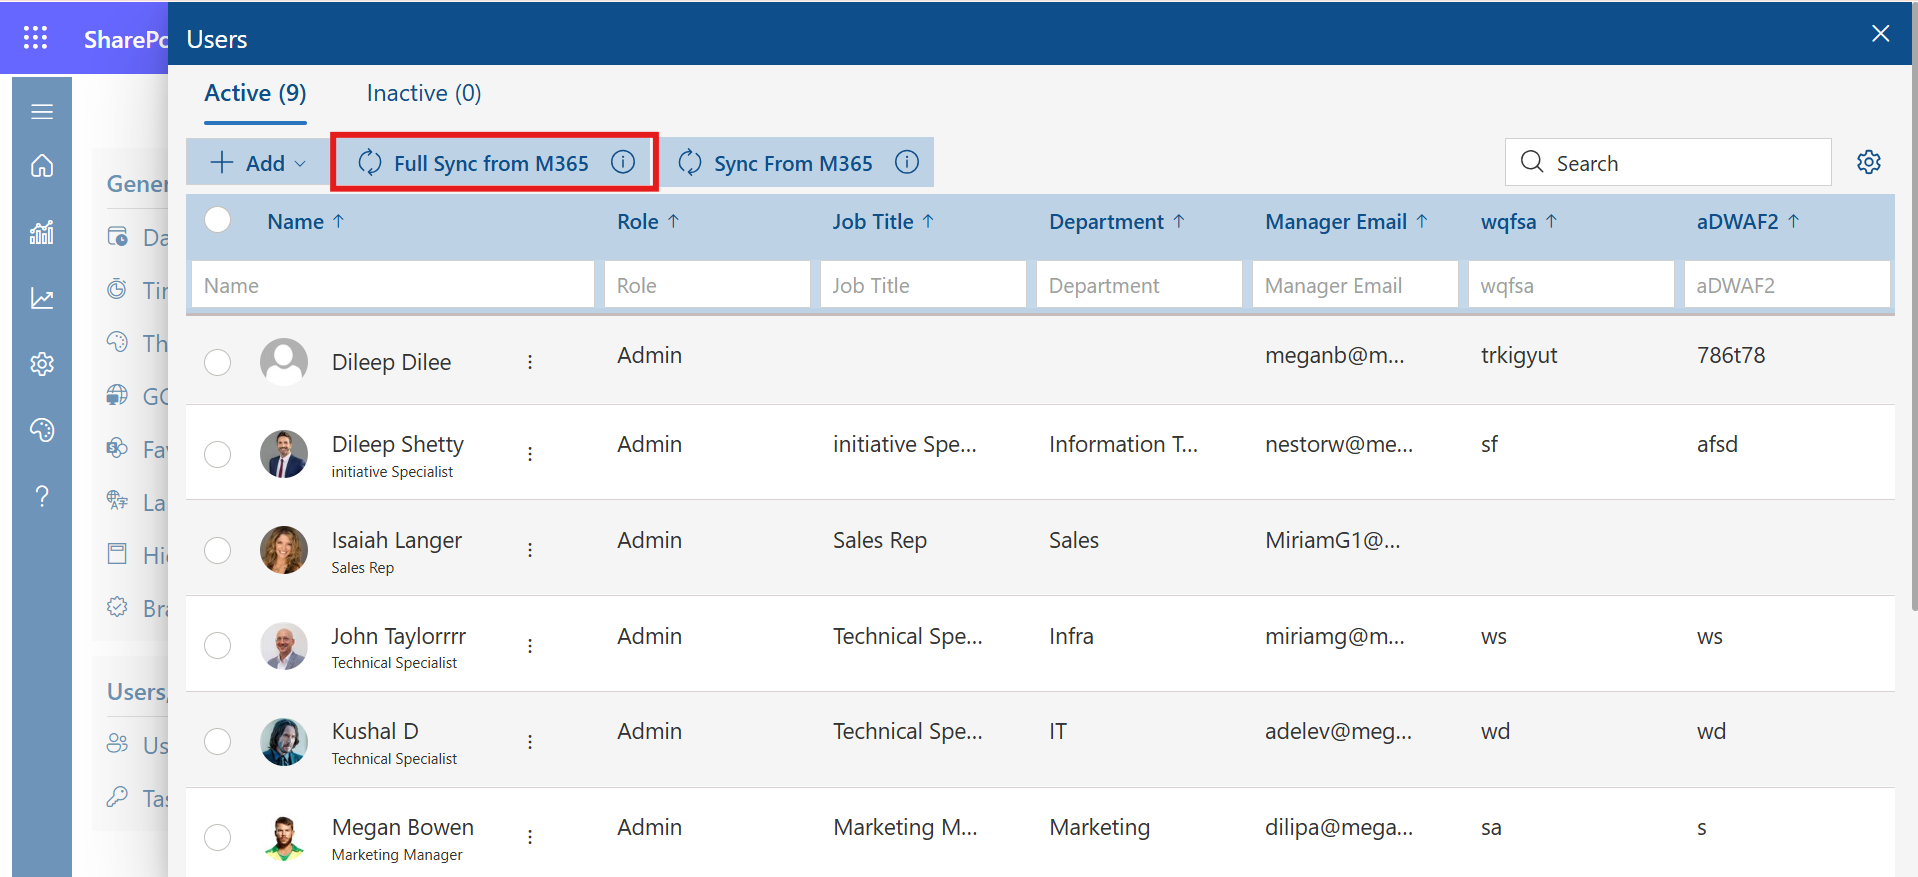 SharePo
Users
Active (9)
Inactive (0)
Add
Full Sync from M365
Sync From M365
Search
Name
Role
Job Title
Department
Manager Email
wqfsa
aDWAF2
Name
Role
Job Title
Department
Manager Email
wqfsa
aDWAF2
Dileep Dilee
Admin
meganb@m...
trkigyut
786t78
Dileep Shetty
initiative Specialist
Admin
initiative Spe...
Information T...
nestorw@me...
sf
afsd
Isaiah Langer
Sales Rep
Admin
Sales Rep
Sales
MiriamG1@...
John Taylorrrr
Technical Specialist
Admin
Technical Spe...
Infra
miriamg@m...
ws
ws
Kushal D
Technical Specialist
Admin
Technical Spe...
IT
adelev@meg...
wd
wd
Megan Bowen
Marketing Manager
Admin
Marketing M...
Marketing
dilipa@mega...
sa
s
Gener
Da
Tir
Th
GC
Fav
La
Hi
Bra
Users,
Us
Tas